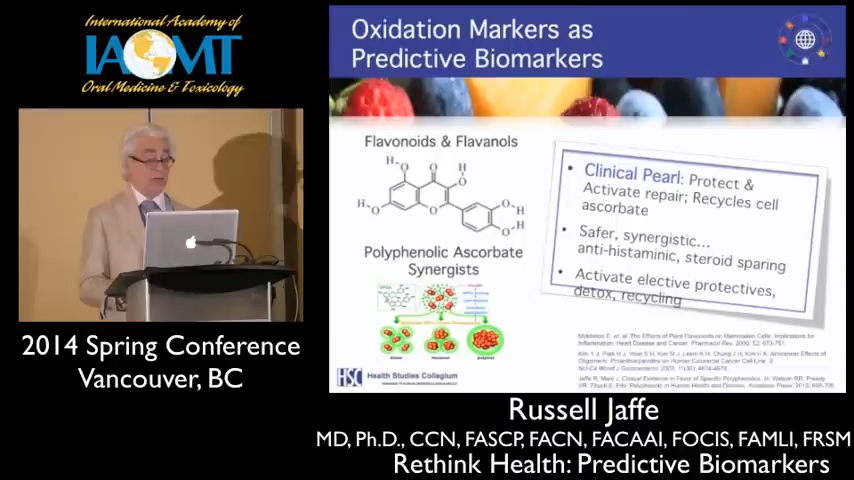 International Academy of
IAOMT
Oral Medicine & Toxicology
2014 Spring Conference
Vancouver, BC
Oxidation Markers as
Predictive Biomarkers
Flavonoids & Flavanols
H
O
O
H
O
H
O
O
O
H
O
H
Polyphenolic Ascorbate
Synergists
• Clinical Pearl: Protect &
Activate repair; Recycles cell
ascorbate
• Safer, synergistic...
anti-histaminic, steroid sparing
• Activate elective protectives,
detox, recycling
HSC Health Studies Collegium
Russell Jaffe
MD, Ph.D., CCN, FASCP, FACN, FACAAI, FOCIS, FAMLI, FRSM
Rethink Health: Predictive Biomarkers